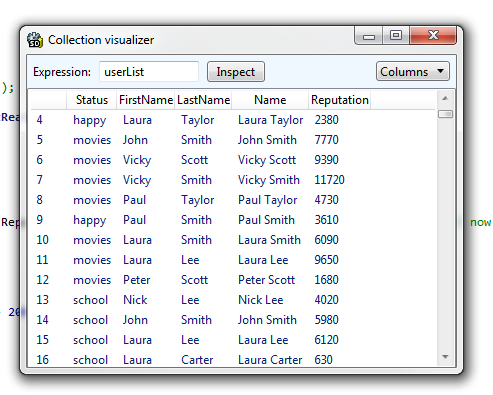 Collection visualizer
Expression: userList Inspect Columns
Status FirstName LastName Name Reputation
4 happy Laura Taylor Laura Taylor 2380
5 movies John Smith John Smith 7770
6 movies Vicky Scott Vicky Scott 9390
7 movies Vicky Smith Vicky Smith 11720
8 movies Paul Taylor Paul Taylor 4730
9 happy Paul Smith Paul Smith 3610
10 movies Laura Smith Laura Smith 6090
11 movies Laura Lee Laura Lee 9650
12 movies Peter Scott Peter Scott 1680
13 school Nick Lee Nick Lee 4020
14 school John Smith John Smith 5980
15 school Laura Lee Laura Lee 6120
16 school Laura Carter Laura Carter 630
);
Rep now